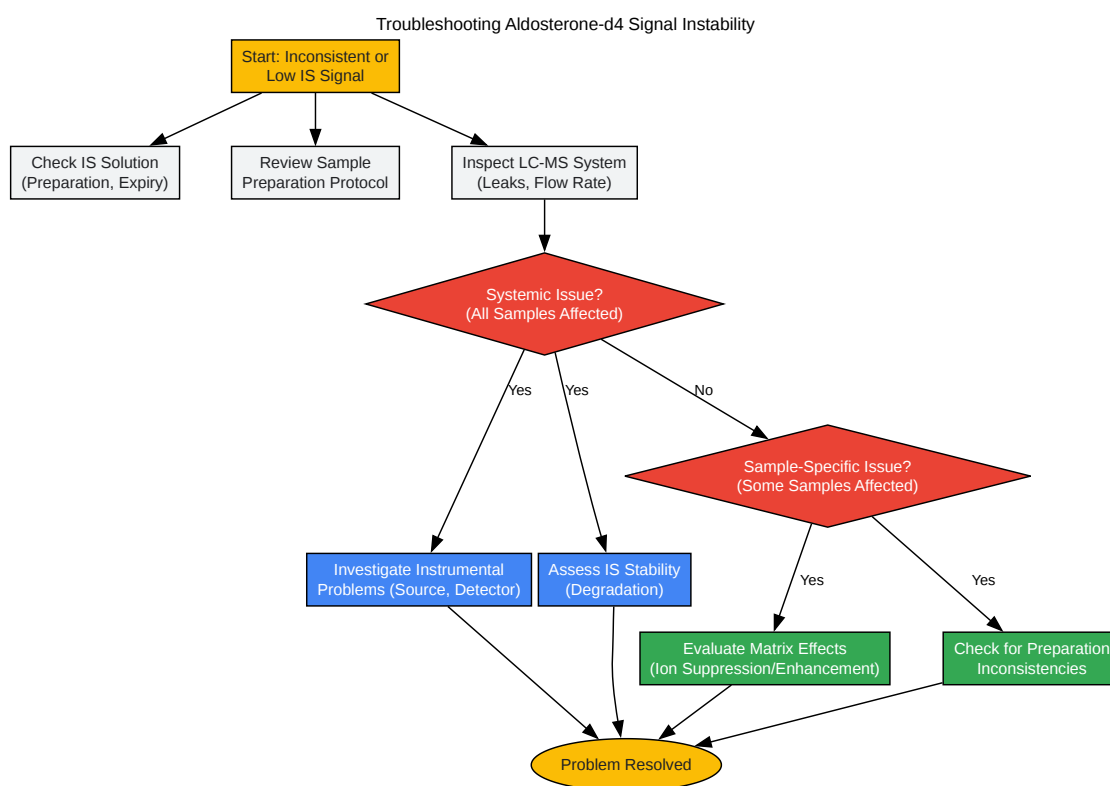 Troubleshooting Aldosterone-d4 Signal Instability
Start: Inconsistent or
Low IS Signal
Check IS Solution
(Preparation, Expiry)
Review Sample
Preparation Protocol
Inspect LC-MS System
(Leaks, Flow Rate)
Systemic Issue?
(All Samples Affected)
Yes
Yes
No
Sample-Specific Issue?
(Some Samples Affected)
Investigate Instrumental
Problems (Source, Detector)
Assess IS Stability
(Degradation)
Yes
Yes
Evaluate Matrix Effects
(Ion Suppression/Enhancement)
Check for Preparation
Inconsistencies
Problem Resolved